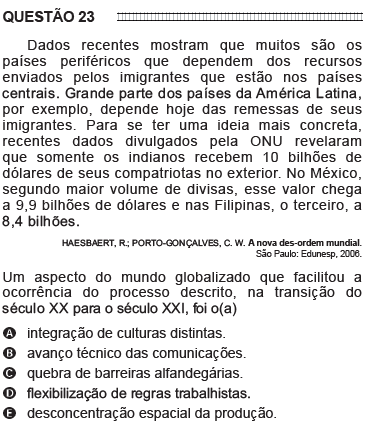 QUESTÃO 23
Dados recentes mostram que muitos são os
países periféricos que dependem dos recursos
enviados pelos imigrantes que estão nos países
centrais. Grande parte dos países da América Latina,
por exemplo, depende hoje das remessas de seus
imigrantes. Para se ter uma ideia mais concreta,
recentes dados divulgados pela ONU revelaram
que somente os indianos recebem 10 bilhões de
dólares de seus compatriotas no exterior. No México,
segundo maior volume de divisas, esse valor chega
a 9,9 bilhões de dólares e nas Filipinas, o terceiro, a
8,4 bilhões.
HAESBAERT, R.; PORTO-GONÇALVES, C. W. A nova des-ordem mundial.
São Paulo: Edunesp, 2006.
Um aspecto do mundo globalizado que facilitou a
ocorrência do processo descrito, na transição do
século XX para o século XXI, foi o(a)
A integração de culturas distintas.
B avanço técnico das comunicações.
C quebra de barreiras alfandegárias.
D flexibilização de regras trabalhistas.
E desconcentração espacial da produção.